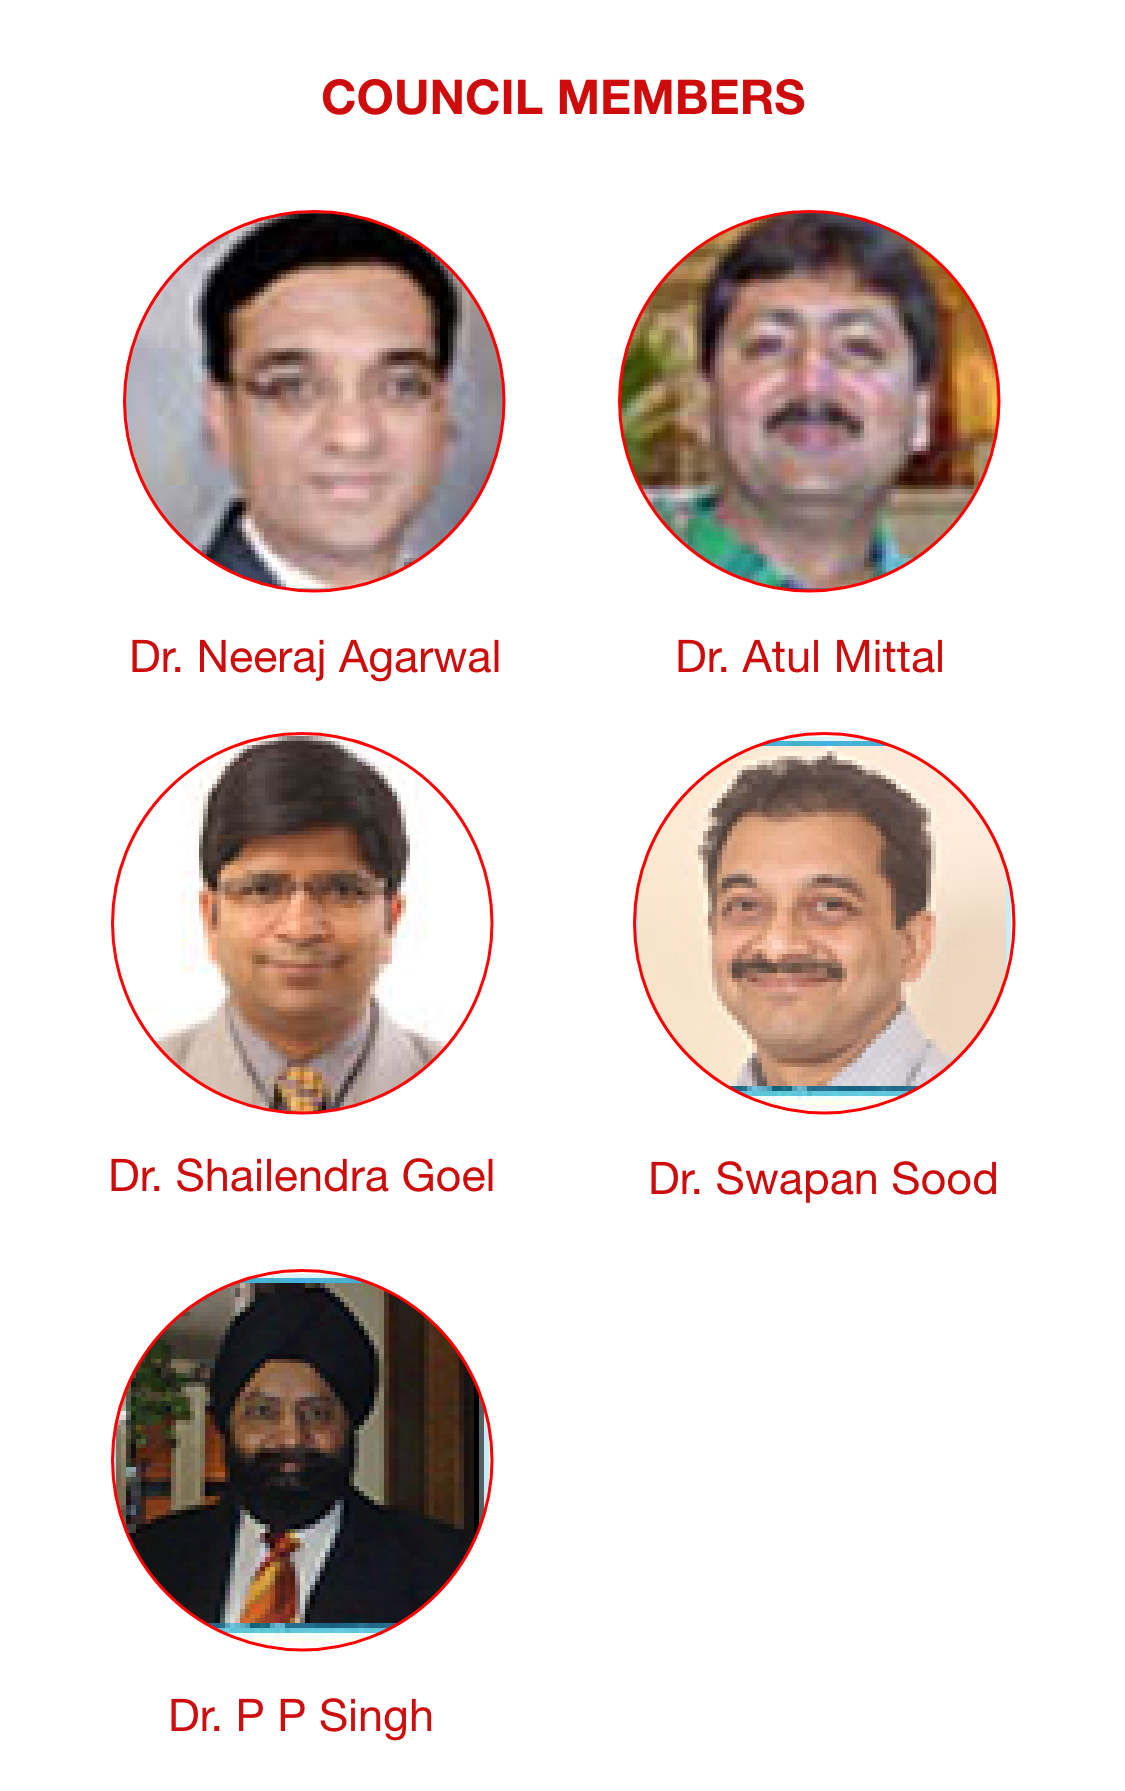 COUNCIL MEMBERS
Dr. Neeraj Agarwal
Dr. Atul Mittal
Dr. Shailendra Goel
Dr. Swapan Sood
Dr. P P Singh